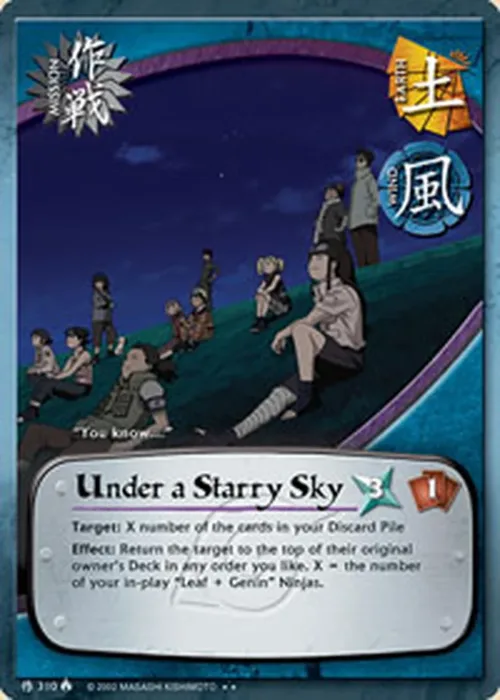 MISSION
作戦
EARTH
土
WIND
風
"You know..."
Under a Starry Sky 3 1
Target: X number of the cards in your Discard Pile
Effect: Return the target to the top of their original
owner's Deck in any order you like. X = the number
of your in-play "Leaf + Genin" Ninjas.
310 © 2002 MASASHI KISHIMOTO